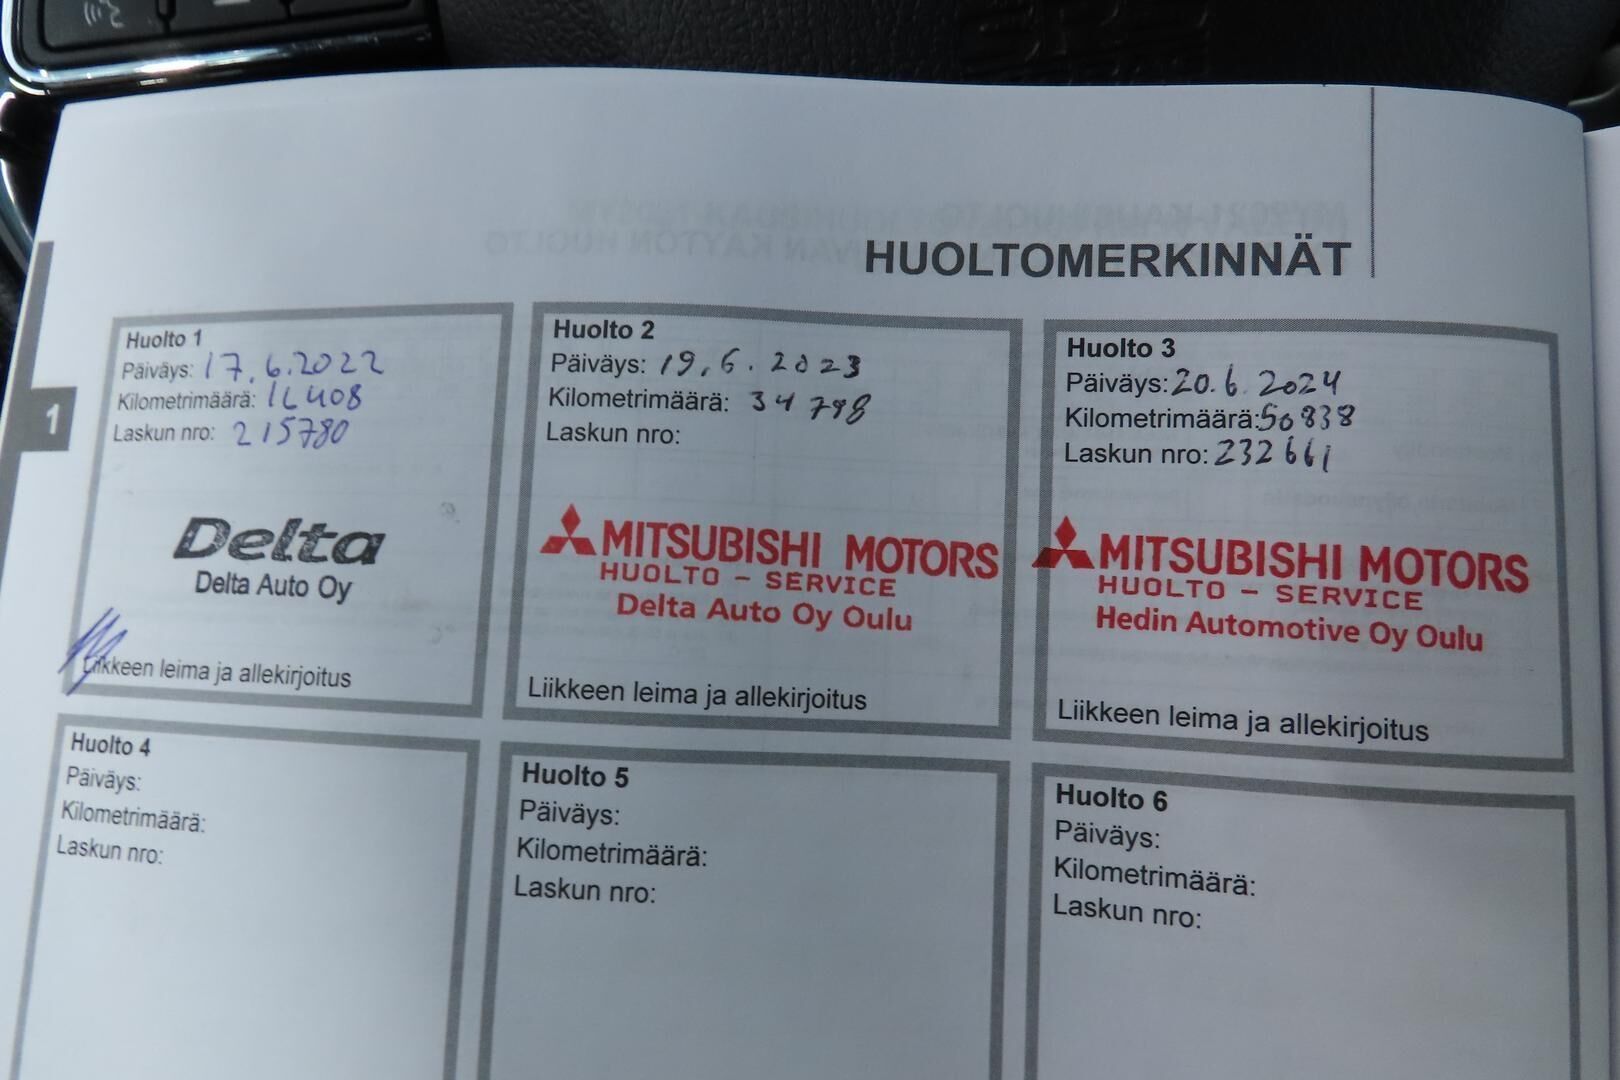 HUOLTOMERKINNÄT
1
Huolto 1
Päiväys: 17.6.2022
Kilometrimäärä: 16408
Laskun nro: 215780
Delta
Delta Auto Oy
Liikkeen leima ja allekirjoitus
Huolto 2
Päiväys: 19.6.2023
Kilometrimäärä: 34798
Laskun nro:
MITSUBISHI MOTORS
HUOLTO - SERVICE
Delta Auto Oy Oulu
Liikkeen leima ja allekirjoitus
Huolto 3
Päiväys: 20.6.2024
Kilometrimäärä: 50838
Laskun nro: 232661
MITSUBISHI MOTORS
HUOLTO - SERVICE
Hedin Automotive Oy Oulu
Liikkeen leima ja allekirjoitus
Huolto 4
Päiväys:
Kilometrimäärä:
Laskun nro:
Huolto 5
Päiväys:
Kilometrimäärä:
Laskun nro:
Huolto 6
Päiväys:
Kilometrimäärä:
Laskun nro: